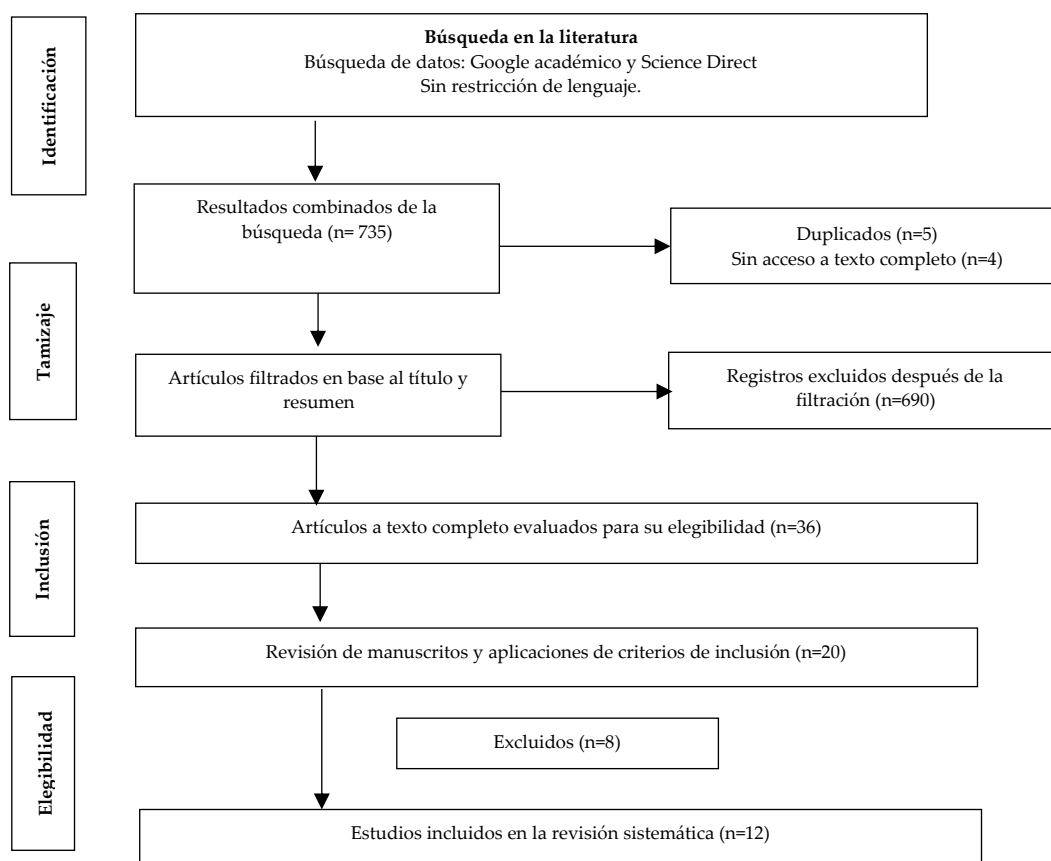 Identificación
Búsqueda en la literatura
Búsqueda de datos: Google académico y Science Direct
Sin restricción de lenguaje.
Resultados combinados de la
búsqueda (n= 735)
Duplicados (n=5)
Sin acceso a texto completo (n=4)
Tamizaje
Artículos filtrados en base al título y
resumen
Registros excluidos después de la
filtración (n=690)
Inclusión
Artículos a texto completo evaluados para su elegibilidad (n=36)
Revisión de manuscritos y aplicaciones de criterios de inclusión (n=20)
Elegibilidad
Excluidos (n=8)
Estudios incluidos en la revisión sistemática (n=12)